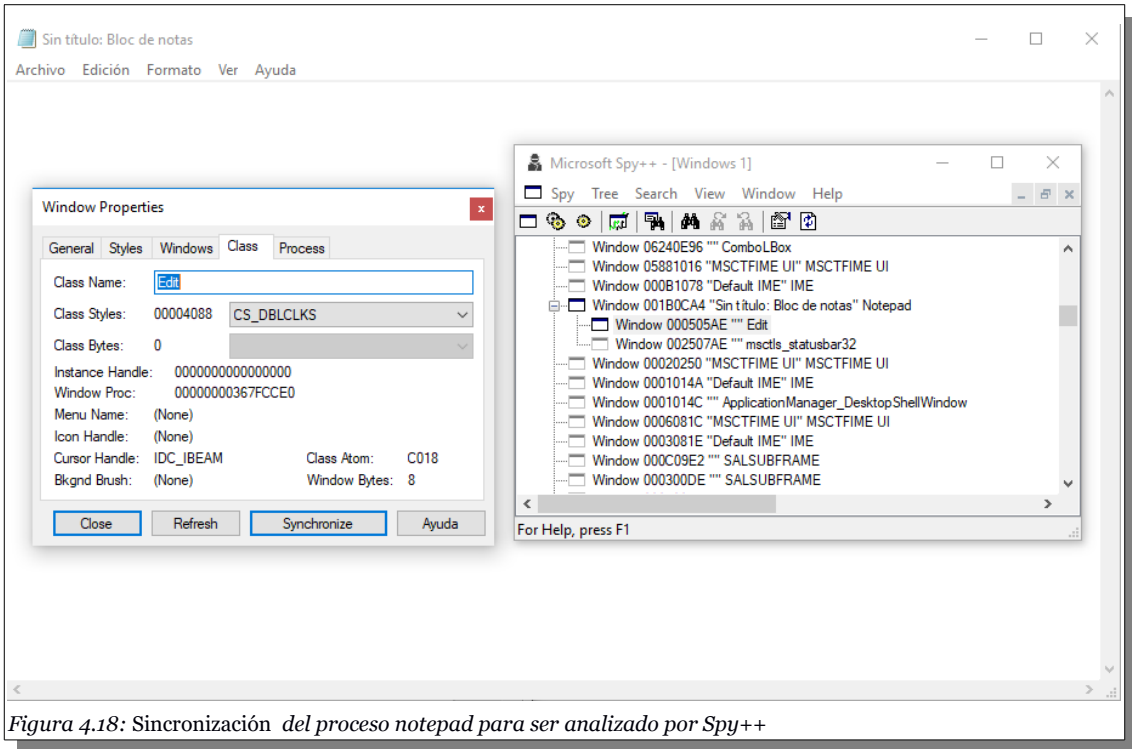 Sin título: Bloc de notas
Archivo Edición Formato Ver Ayuda
Window Properties
General Styles Windows Class Process
Class Name: Edit
Class Styles: 00004088 CS_DBLCLKS
Class Bytes: 0
Instance Handle: 0000000000000000
Window Proc: 00000000367FCCE0
Menu Name: (None)
Icon Handle: (None)
Cursor Handle: IDC_IBEAM Class Atom: C018
Bkgnd Brush: (None) Window Bytes: 8
Close Refresh Synchronize Ayuda
Microsoft Spy++ - [Windows 1]
Spy Tree Search View Window Help
Window 06240E96 "" ComboLBox
Window 05881016 "MSCTFIME UI" MSCTFIME UI
Window 000B1078 "Default IME" IME
Window 001B0CA4 "Sin título: Bloc de notas" Notepad
Window 000505AE "" Edit
Window 002507AE "" msctls_statusbar32
Window 00020250 "MSCTFIME UI" MSCTFIME UI
Window 0001014A "Default IME" IME
Window 0001014C "" ApplicationManager_DesktopShellWindow
Window 0006081C "MSCTFIME UI" MSCTFIME UI
Window 0003081E "Default IME" IME
Window 000C09E2 "" SALSUBFRAME
Window 000300DE "" SALSUBFRAME
For Help, press F1
Figura 4.18: Sincronización del proceso notepad para ser analizado por Spy++